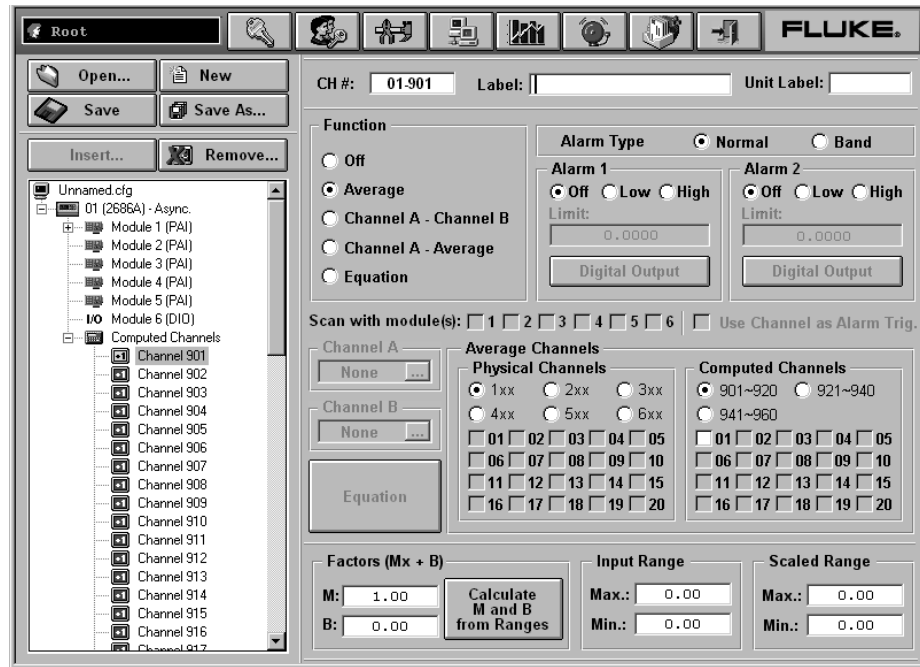 Root
FLUKE®
Open... New
Save Save As...
Insert... Remove...
Unnamed.cfg
01 (2686A) - Async.
Module 1 (PAI)
Module 2 (PAI)
Module 3 (PAI)
Module 4 (PAI)
Module 5 (PAI)
I/O Module 6 (DIO)
Computed Channels
Channel 901
Channel 902
Channel 903
Channel 904
Channel 905
Channel 906
Channel 907
Channel 908
Channel 909
Channel 910
Channel 911
Channel 912
Channel 913
Channel 914
Channel 915
Channel 916
Channel 917
CH #: 01-901 Label: Unit Label:
Function
Off
Average
Channel A - Channel B
Channel A - Average
Equation
Alarm Type Normal Band
Alarm 1
Off Low High
Limit:
0.0000
Digital Output
Alarm 2
Off Low High
Limit:
0.0000
Digital Output
Scan with module(s): 1 2 3 4 5 6 Use Channel as Alarm Trig.
Channel A
None ...
Channel B
None ...
Equation
Average Channels
Physical Channels
1xx 2xx 3xx
4xx 5xx 6xx
01 02 03 04 05
06 07 08 09 10
11 12 13 14 15
16 17 18 19 20
Computed Channels
901~920 921~940
941~960
01 02 03 04 05
06 07 08 09 10
11 12 13 14 15
16 17 18 19 20
Factors (Mx + B)
M: 1.00
B: 0.00
Calculate
M and B
from Ranges
Input Range
Max.: 0.00
Min.: 0.00
Scaled Range
Max.: 0.00
Min.: 0.00